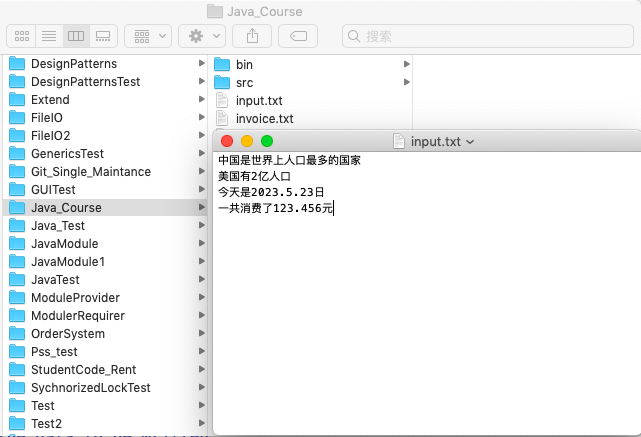 Java_Course
搜索
DesignPatterns
DesignPatternsTest
Extend
FileIO
FileIO2
GenericsTest
Git_Single_Maintance
GUITest
Java_Course
Java_Test
JavaModule
JavaModule1
JavaTest
ModuleProvider
ModulerRequirer
OrderSystem
Pss_test
StudentCode_Rent
SychnorizedLockTest
Test
Test2
bin
src
input.txt
invoice.txt
input.txt
中国是世界上人口最多的国家
美国有2亿人口
今天是2023.5.23日
一共消费了123.456元